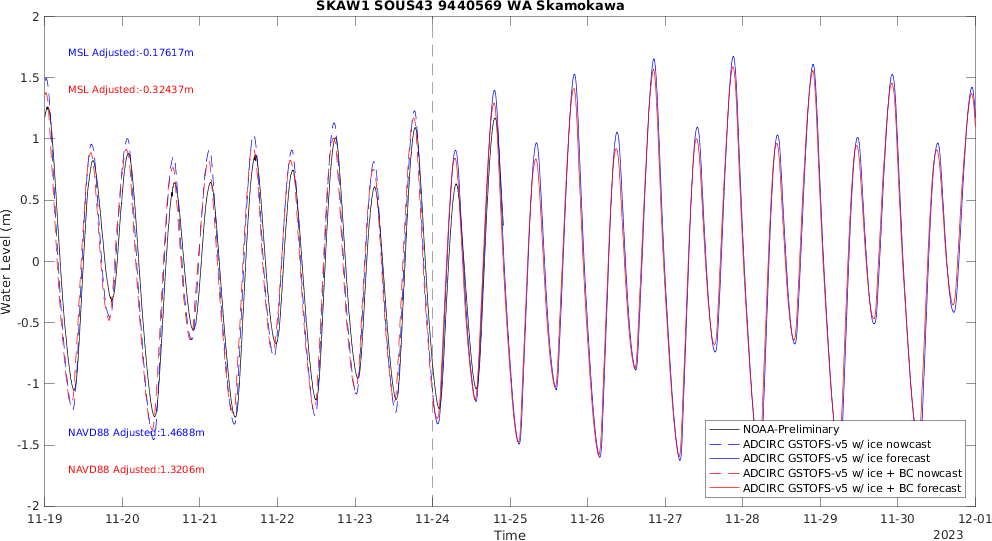 SKAW1 SOUS43 9440569 WA Skamokawa
MSL Adjusted:-0.17617m
MSL Adjusted:-0.32437m
NAVD88 Adjusted:1.4688m
NAVD88 Adjusted:1.3206m
Water Level (m)
2
1.5
1
0.5
0
-0.5
-1
-1.5
-2
NOAA-Preliminary
ADCIRC GSTOFS-v5 w/ ice nowcast
ADCIRC GSTOFS-v5 w/ ice forecast
ADCIRC GSTOFS-v5 w/ ice + BC nowcast
ADCIRC GSTOFS-v5 w/ ice + BC forecast
11-19 11-20 11-21 11-22 11-23 11-24 11-25 11-26 11-27 11-28 11-29 11-30 12-01
Time
2023